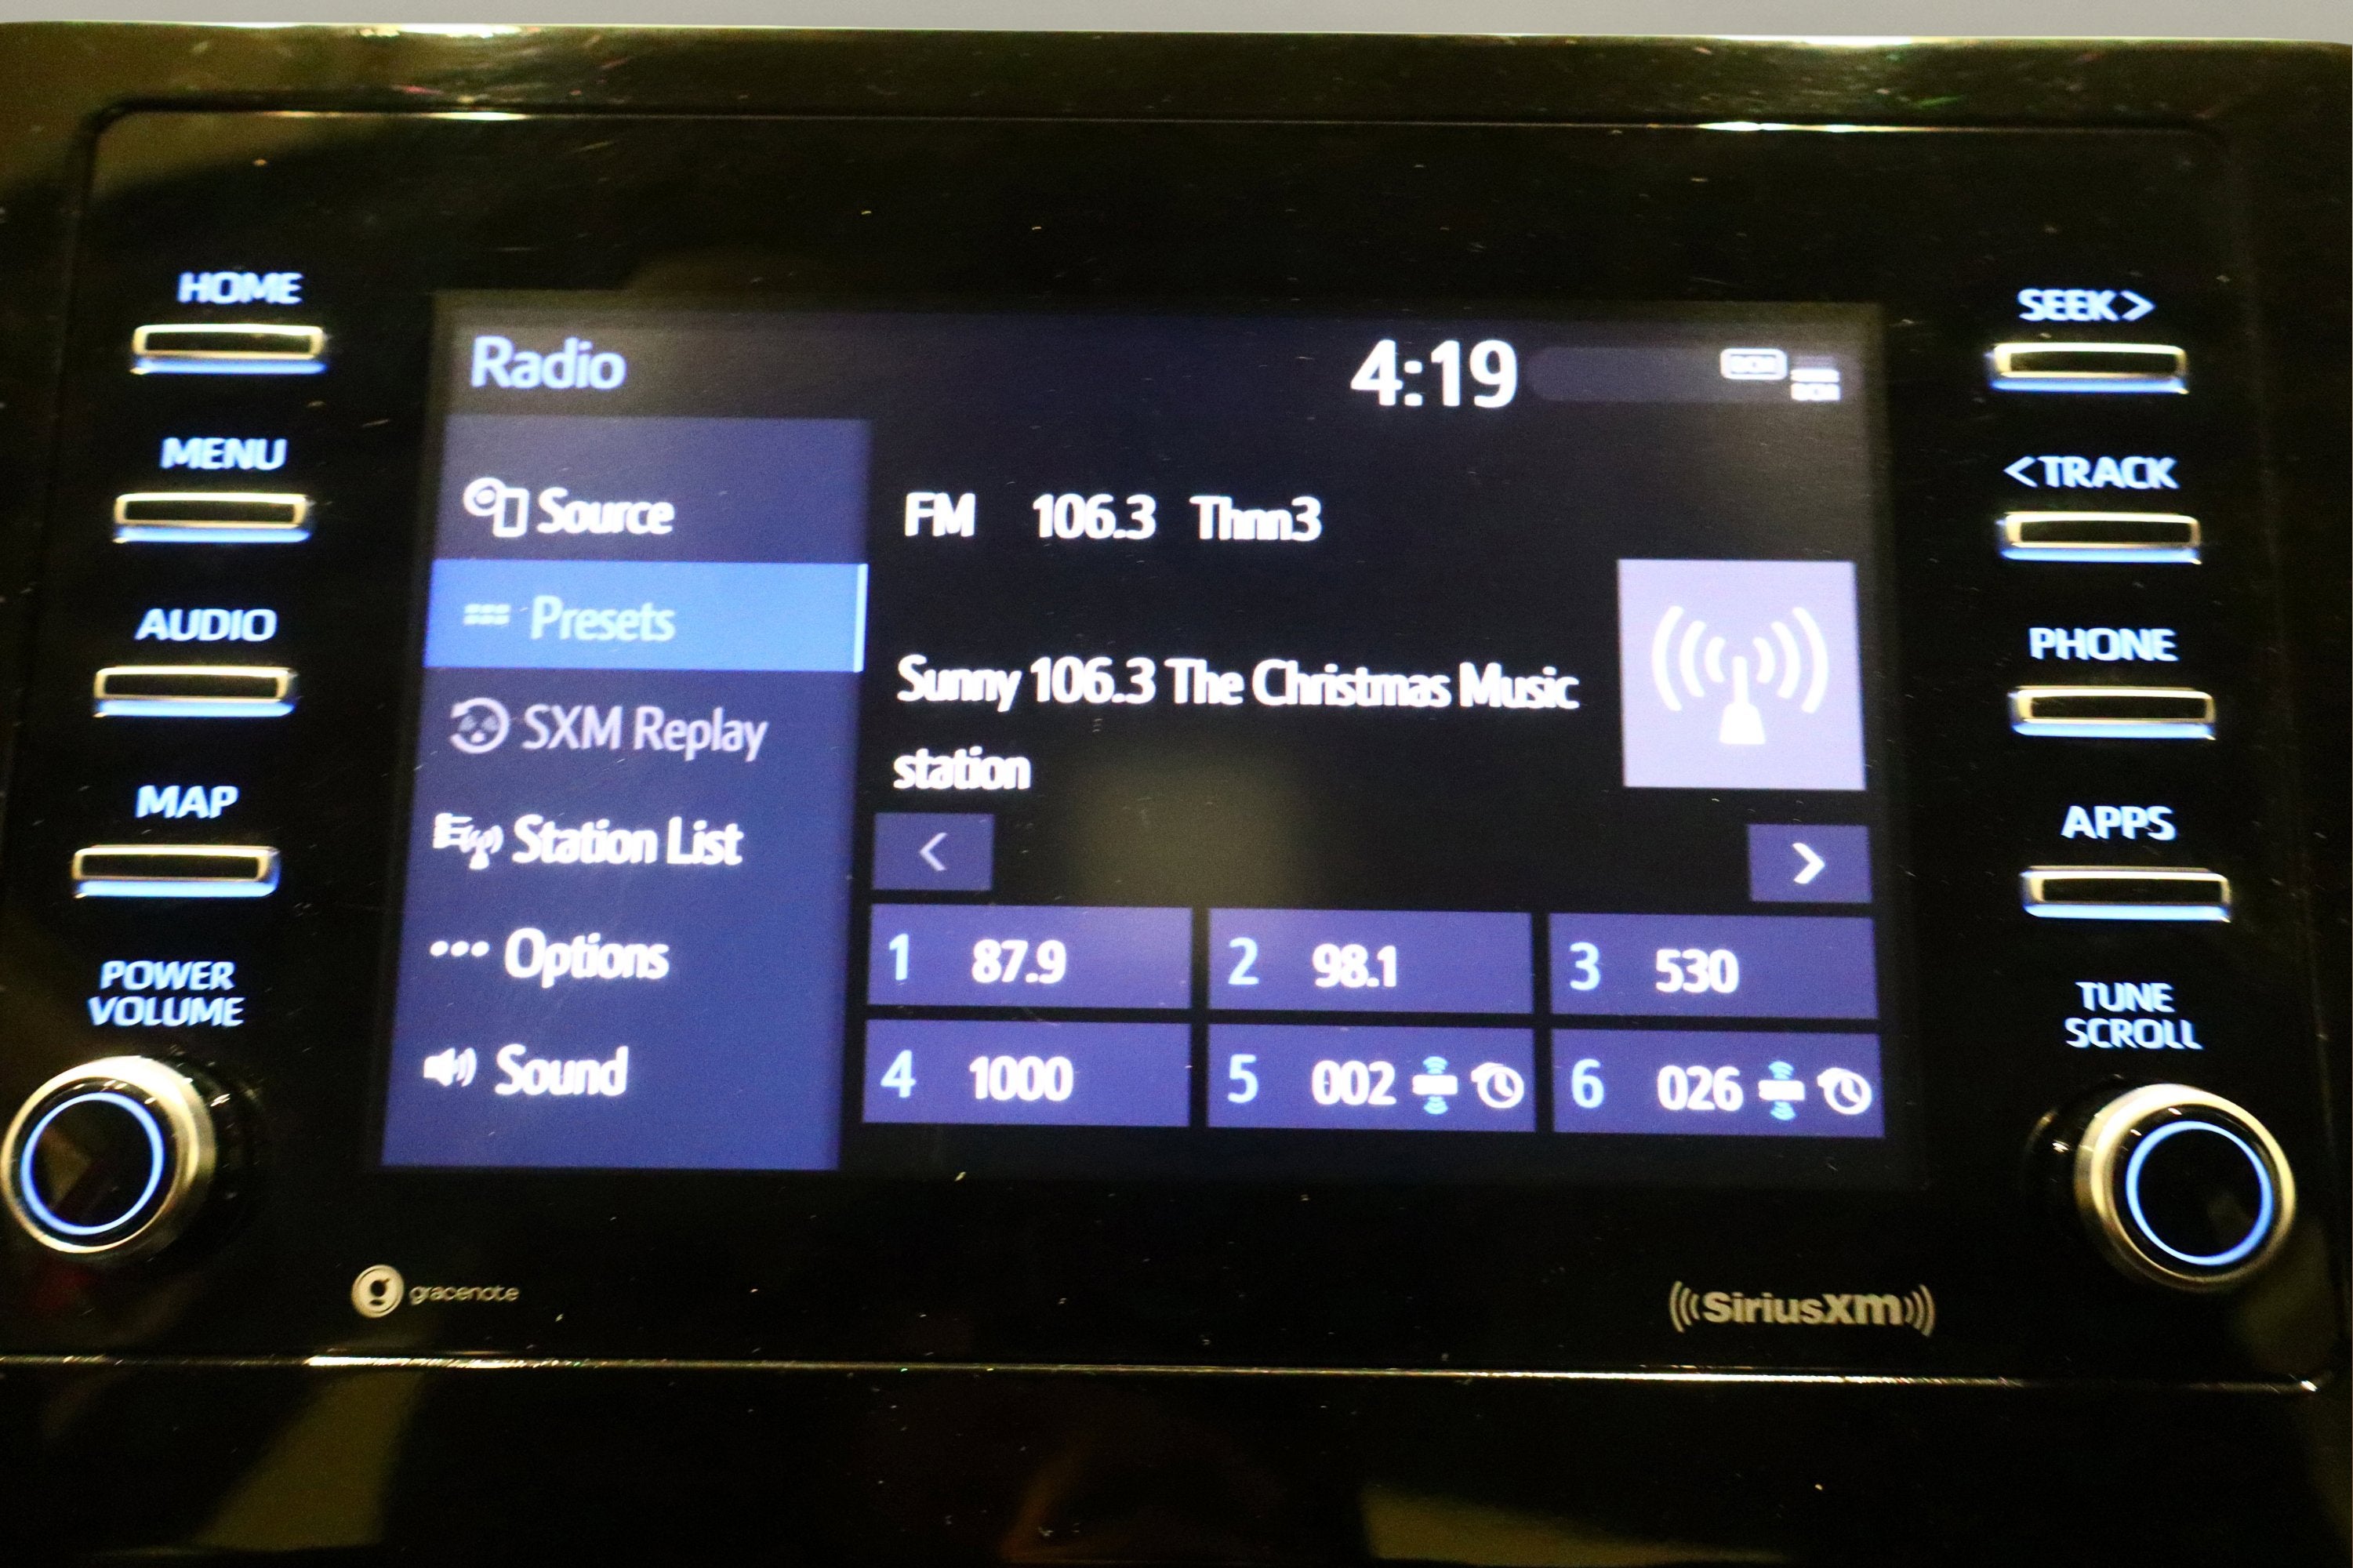 HOME
MENU
AUDIO
MAP
POWER
VOLUME
Radio
4:19
Source
Presets
SXM Replay
Station List
Options
Sound
FM 106.3 Thnn3
Sunny 106.3 The Christmas Music
station
<
>
1 87.9
2 98.1
3 530
4 1000
5 002
6 026
SEEK>
<TRACK
PHONE
APPS
TUNE
SCROLL
gracenote
SiriusXM